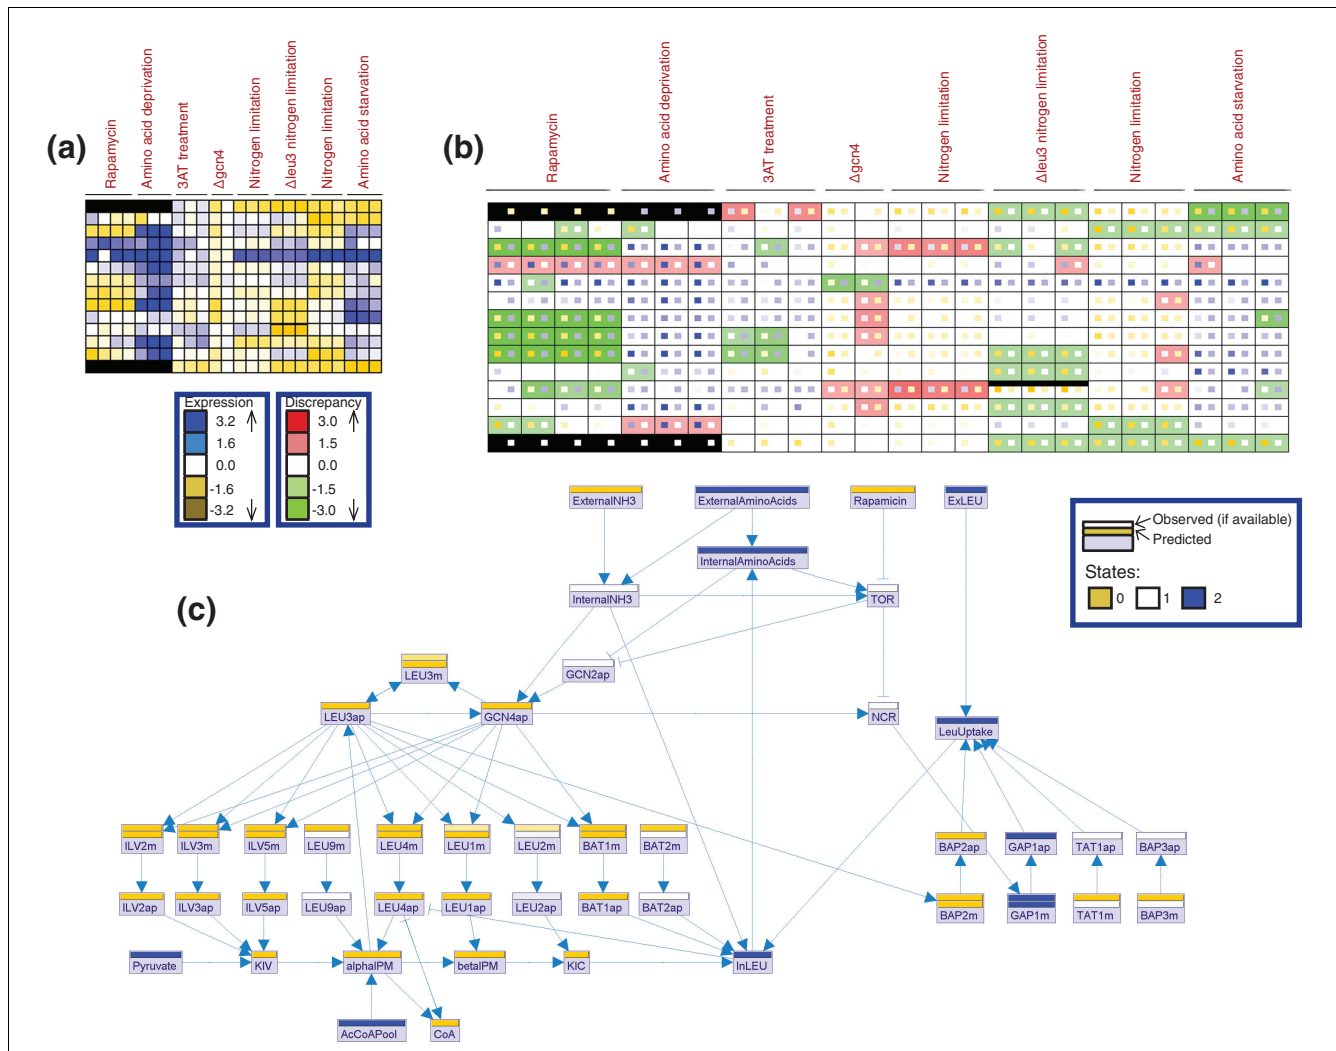 (a)
Rapamycin
Amino acid deprivation
3AT treatment
Δgcn4
Nitrogen limitation
Δleu3 nitrogen limitation
Nitrogen limitation
Amino acid starvation
(b)
Rapamycin
Amino acid deprivation
3AT treatment
Δgcn4
Nitrogen limitation
Δleu3 nitrogen limitation
Nitrogen limitation
Amino acid starvation
Expression
3.2
1.6
0.0
-1.6
-3.2
Discrepancy
3.0
1.5
0.0
-1.5
-3.0
(c)
ExternalNH3 ExternalAminoAcids Rapamicin ExLEU
Observed (if available)
Predicted
States:
0 1 2
InternalAminoAcids
InternalNH3 TOR
LEU3m GCN2ap
LEU3ap GCN4ap NCR
LeuUptake
ILV2m ILV3m ILV5m LEU9m LEU4m LEU1m LEU2m BAT1m BAT2m BAP2ap GAP1ap TAT1ap BAP3ap
ILV2ap ILV3ap ILV5ap LEU9ap LEU4ap LEU1ap LEU2ap BAT1ap BAT2ap BAP2m GAP1m TAT1m BAP3m
Pyruvate KIV alphaIPM betaIPM KIC InLEU
AcCoAPool CoA